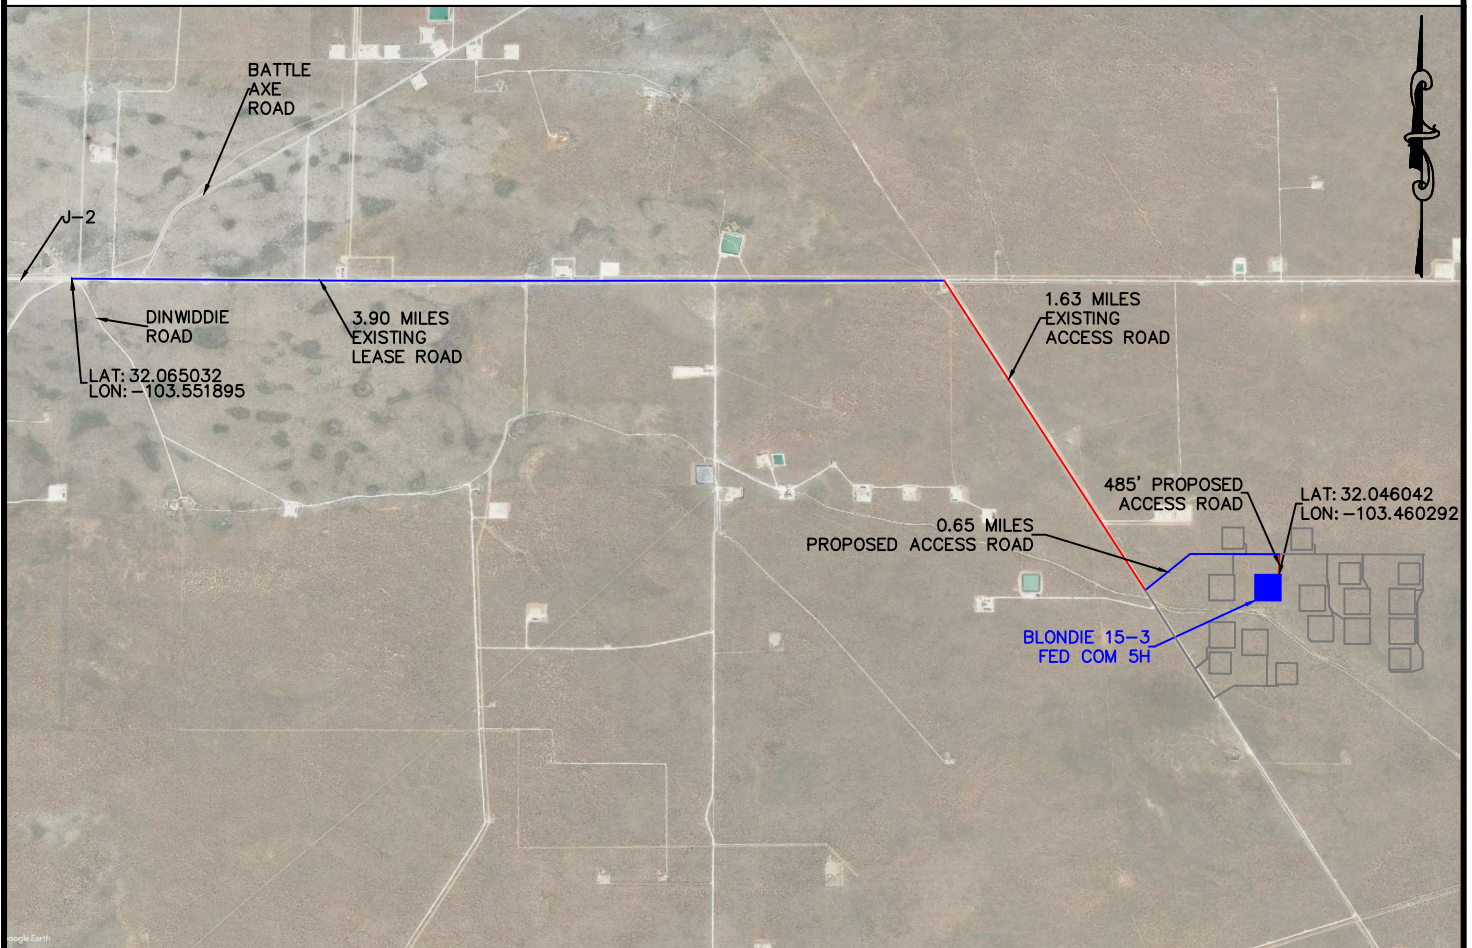 BATTLE
AXE
ROAD
J-2
DINWIDDIE
ROAD
3.90 MILES
EXISTING
LEASE ROAD
LAT: 32.065032
LON: -103.551895
1.63 MILES
EXISTING
ACCESS ROAD
485' PROPOSED
ACCESS ROAD
LAT: 32.046042
LON: -103.460292
0.65 MILES
PROPOSED ACCESS ROAD
BLONDIE 15-3
FED COM 5H
oogle Earth